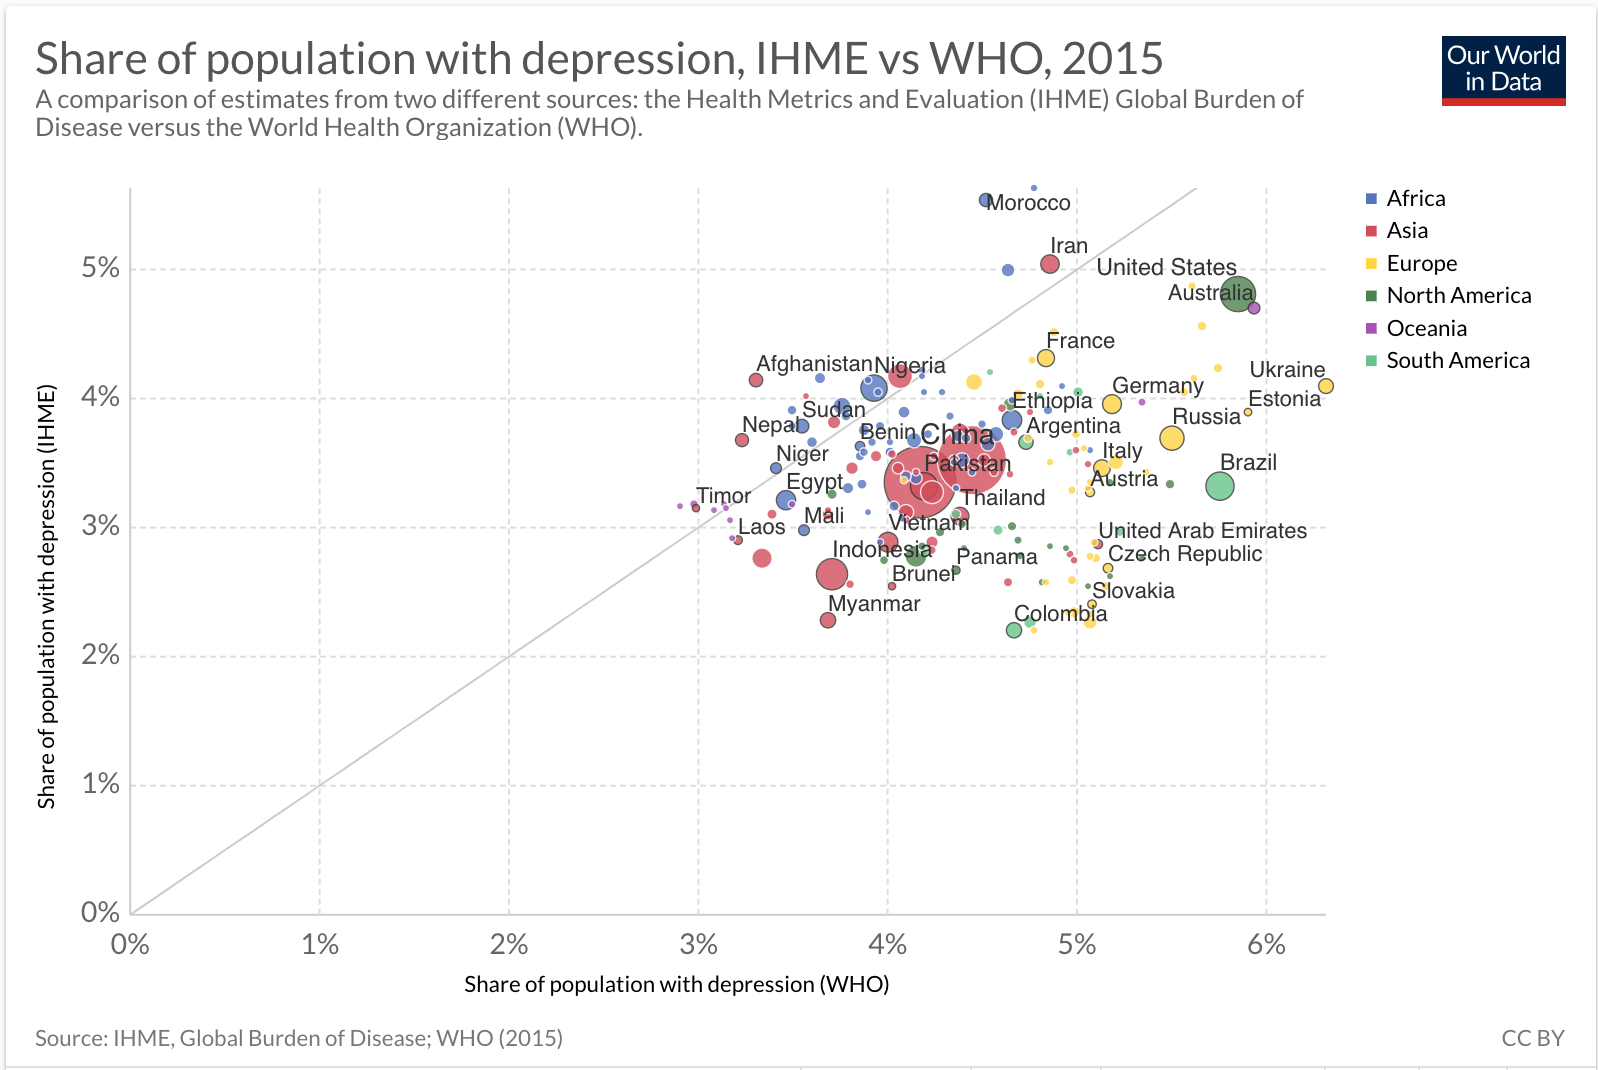 Share of population with depression, IHME vs WHO, 2015
Our World
in Data
A comparison of estimates from two different sources: the Health Metrics and Evaluation (IHME) Global Burden of
Disease versus the World Health Organization (WHO).
Africa
Asia
Europe
North America
Oceania
South America
Share of population with depression (IHME)
5%
4%
3%
2%
1%
0%
Morocco
Iran
United States
Australia
France
Afghanistan
Nigeria
Ukraine
Germany
Estonia
Ethiopia
Sudan
Russia
Nepal
Benin
China
Argentina
Niger
Italy
Pakistan
Brazil
Egypt
Austria
Timor
Thailand
Mali
Laos
Vietnam
United Arab Emirates
Indonesia
Panama
Czech Republic
Brunei
Slovakia
Myanmar
Colombia
0%
1%
2%
3%
4%
5%
6%
Share of population with depression (WHO)
Source: IHME, Global Burden of Disease; WHO (2015)
CC BY